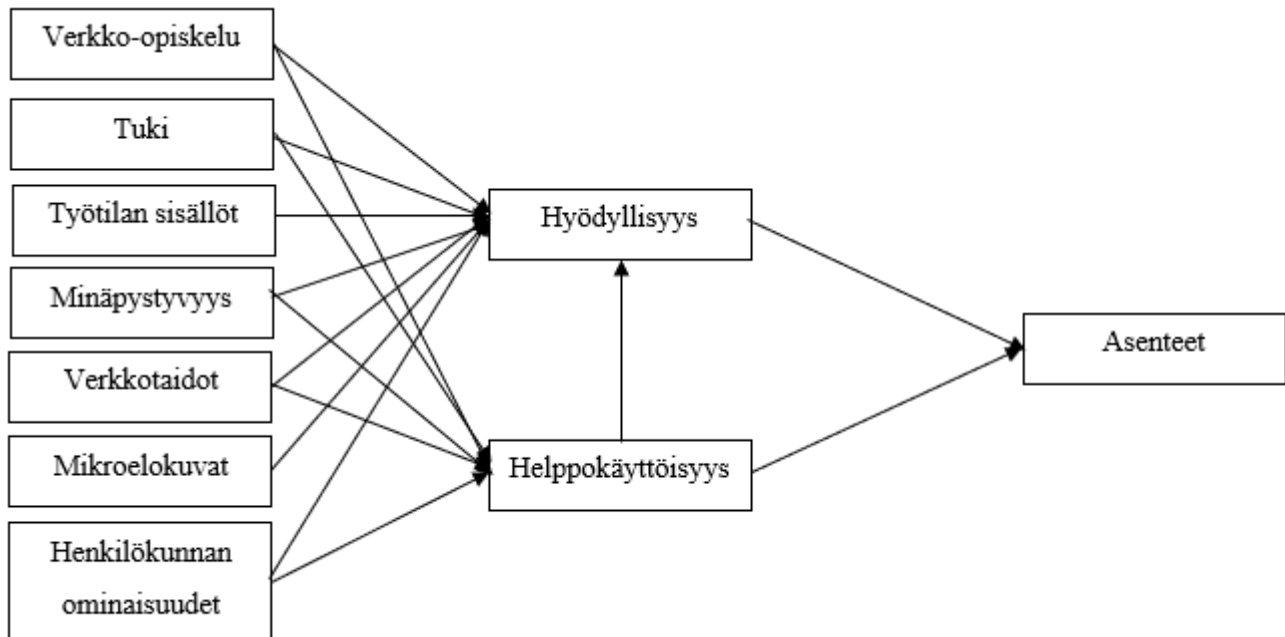 Verkko-opiskelu
Tuki
Työtilan sisällöt
Minäpystyvyys
Verkkotaidot
Mikroelokuvat
Henkilökunnan
ominaisuudet
Hyödyllisyys
Helppokäyttöisyys
Asenteet